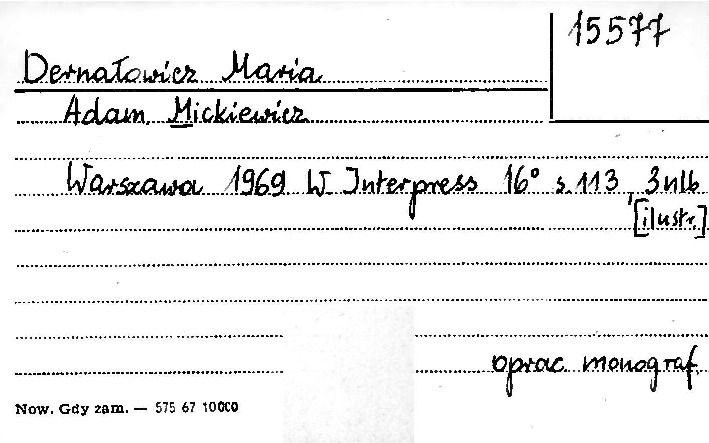 15577
Dernałowicz Maria
Adam Mickiewicz
Warszawa 1969 W. Interpress 16° s. 113, 3 nlb
[ilustr.]
oprac. monograf.
Now. Gdy zam. — 575 67 10000